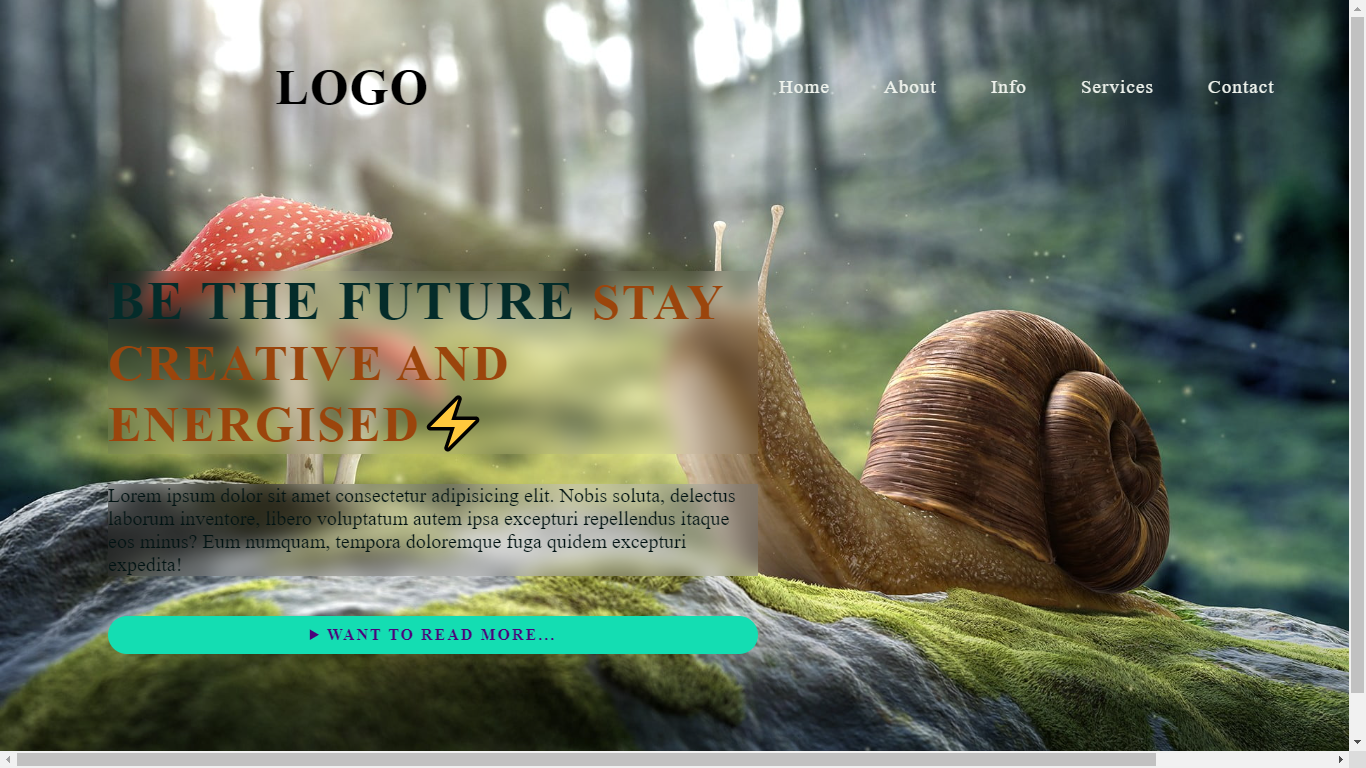 LOGO
Home About Info Services Contact
BE THE FUTURE STAY
CREATIVE AND
ENERGISED⚡
Lorem ipsum dolor sit amet consectetur adipisicing elit. Nobis soluta, delectus
laborum inventore, libero voluptatum autem ipsa excepturi repellendus itaque
eos minus? Eum numquam, tempora doloremque fuga quidem excepturi
expedita!
▶ WANT TO READ MORE...